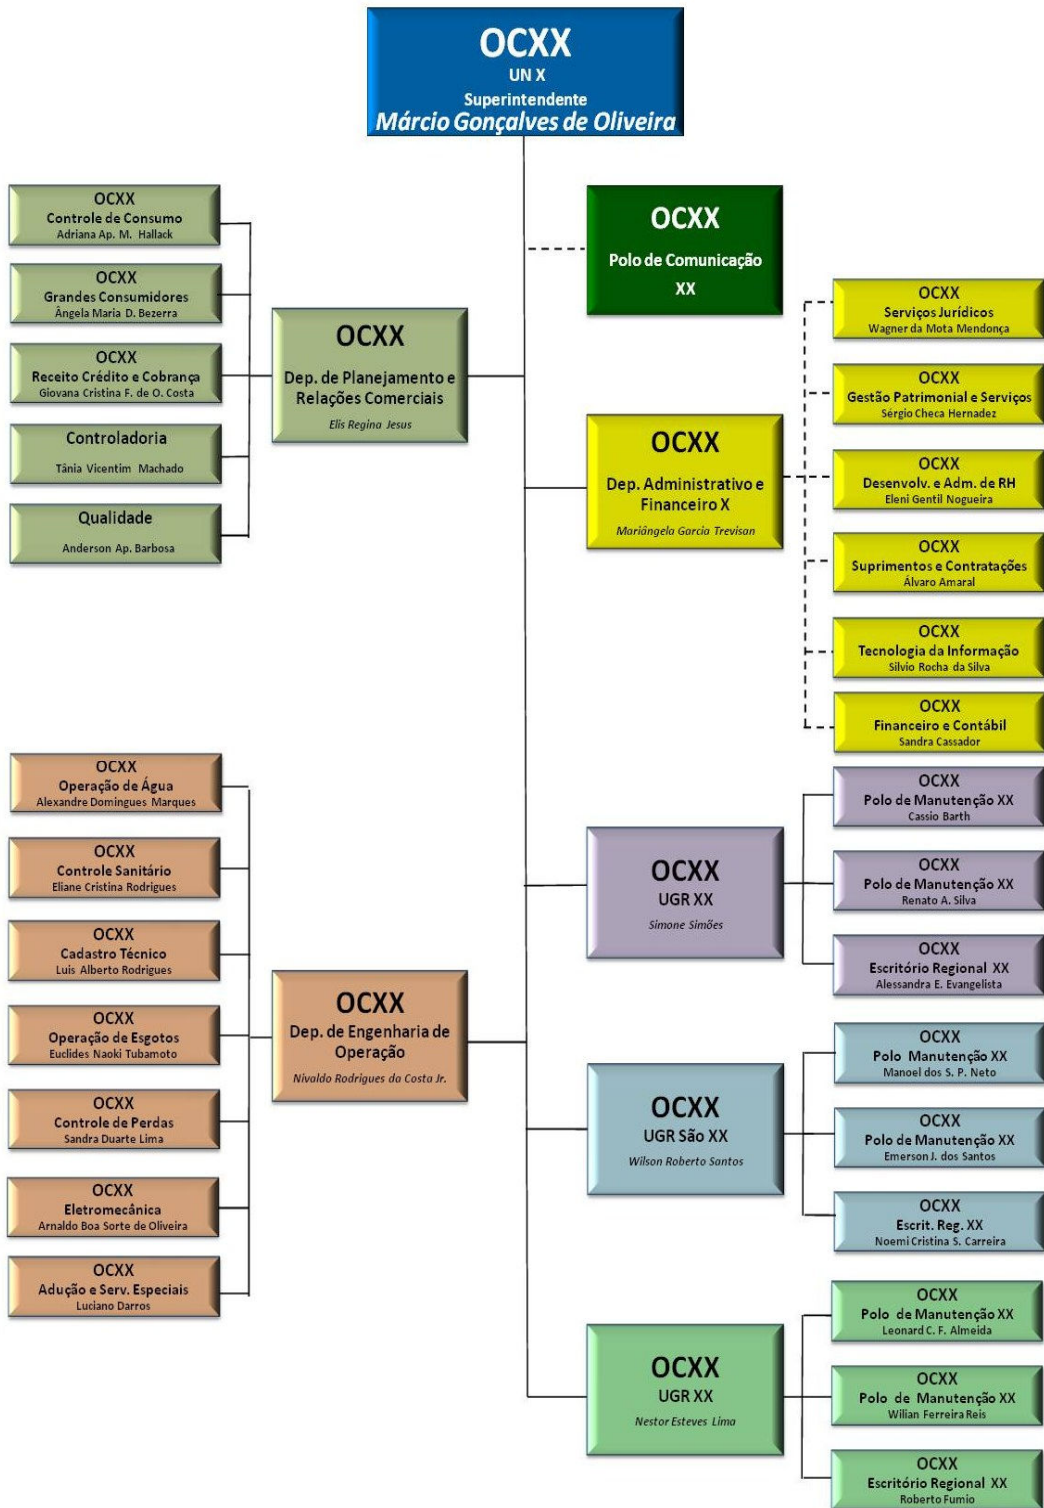 OCXX
UN X
Superintendente
Márcio Gonçalves de Oliveira
OCXX
Controle de Consumo
Adriana Ap. M. Hallack
OCXX
Grandes Consumidores
Ângela Maria D. Bezerra
OCXX
Receito Crédito e Cobrança
Giovana Cristina F. de O. Costa
Controladoria
Tânia Vicentim Machado
Qualidade
Anderson Ap. Barbosa
OCXX
Dep. de Planejamento e
Relações Comerciais
Elis Regina Jesus
OCXX
Polo de Comunicação
XX
OCXX
Dep. Administrativo e
Financeiro X
Mariângela Garcia Trevisan
OCXX
Serviços Jurídicos
Wagner da Mota Mendonça
OCXX
Gestão Patrimonial e Serviços
Sérgio Checa Hernadez
OCXX
Desenvolv. e Adm. de RH
Eleni Gentil Nogueira
OCXX
Suprimentos e Contratações
Álvaro Amaral
OCXX
Tecnologia da Informação
Silvio Rocha da Silva
OCXX
Financeiro e Contábil
Sandra Cassador
OCXX
Operação de Água
Alexandre Domingues Marques
OCXX
Controle Sanitário
Eliane Cristina Rodrigues
OCXX
Cadastro Técnico
Luis Alberto Rodrigues
OCXX
Operação de Esgotos
Euclides Naoki Tubamoto
OCXX
Controle de Perdas
Sandra Duarte Lima
OCXX
Eletromecânica
Arnaldo Boa Sorte de Oliveira
OCXX
Adução e Serv. Especiais
Luciano Darros
OCXX
Dep. de Engenharia de
Operação
Nivaldo Rodrigues da Costa Jr.
OCXX
UGR XX
Simone Simões
OCXX
Polo de Manutenção XX
Cassio Barth
OCXX
Polo de Manutenção XX
Renato A. Silva
OCXX
Escritório Regional XX
Alessandra E. Evangelista
OCXX
UGR São XX
Wilson Roberto Santos
OCXX
Polo Manutenção XX
Manoel dos S. P. Neto
OCXX
Polo de Manutenção XX
Emerson J. dos Santos
OCXX
Escrit. Reg. XX
Noemi Cristina S. Carreira
OCXX
UGR XX
Nestor Esteves Lima
OCXX
Polo de Manutenção XX
Leonard C. F. Almeida
OCXX
Polo de Manutenção XX
Wilian Ferreira Reis
OCXX
Escritório Regional XX
Roberto Fumio